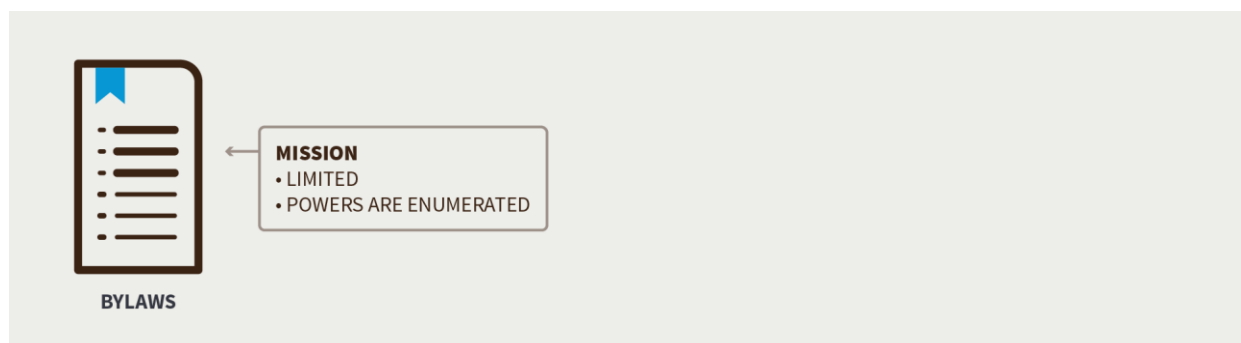 MISSION
• LIMITED
• POWERS ARE ENUMERATED
BYLAWS